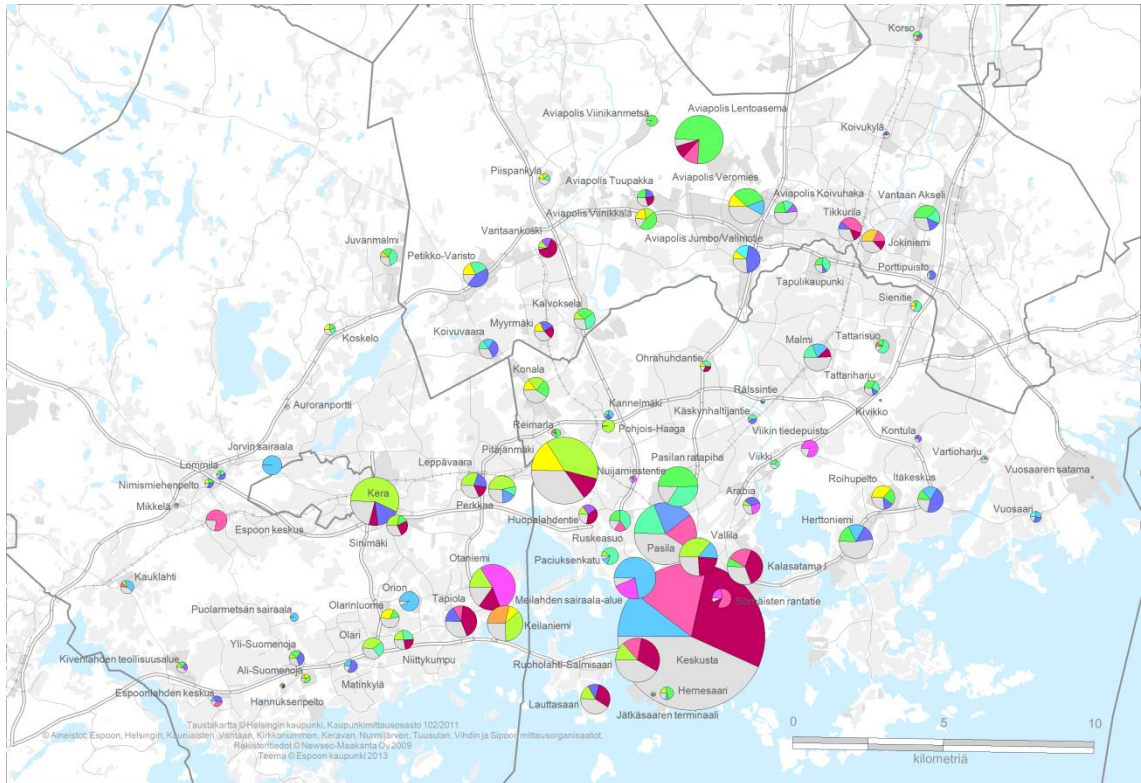 Korso
Aviapolis Lentoasema
Aviapolis Viinikanmetsä
Koivukylä
Piispankylä
Aviapolis Tuupakka
Aviapolis Veromies
Aviapolis Koivuhaka
Vantaan Akseli
Tikkurila
Aviapolis Viinikkala
Vantaankoski
Aviapolis Jumbo/Valimotie
Jokiniemi
Juvanmalmi
Petikko-Varisto
Porttipuisto
Tapulikaupunki
Kalvoksela
Sienitie
Koskelo
Koivuvaara
Myyrmäki
Malmi
Tattarisuo
Ohrahuhdantie
Konala
Tattariharju
Rälssintie
Auroranportti
Kannelmäki
Käskynhaltijantie
Kivikko
Reimarla
Pohjois-Haaga
Viikin tiedepuisto
Kontula
Jorvin sairaala
Pitäjänmäki
Pasilan ratapiha
Viikki
Vartioharju
Leppävaara
Nuijamiestentie
Lommila
Nimismiehenpelto
Roihupelto
Itäkeskus
Vuosaaren satama
Mikkelä
Kera
Perkkaa
Arabia
Huopalahdentie
Ruskeasuo
Vuosaari
Espoon keskus
Sinimäki
Pasila
Vallila
Herttoniemi
Otaniemi
Paciuksenkatu
Kalasatama I
Kauklahti
Orion
Meilahden sairaala-alue
Sörnäisten rantatie
Puolarmetsän sairaala
Olarinluoma
Tapiola
Keilaniemi
Yli-Suomenoja
Olari
Niittykumpu
Keskusta
Kivenlahden teollisuusalue
Ali-Suomenoja
Matinkylä
Ruoholahti-Salmisaari
Espoonlahden keskus
Hannuksenpelto
Lauttasaari
Hernesaari
Jätkäsaaren terminaali
0 5 10
kilometriä
Taustakartta © Helsingin kaupunki, Kaupunkimittausosasto 102/2011
© Aineistot: Espoon, Helsingin, Kauniaisten, Vantaan, Kirkkonummen, Keravan, Nurmijärven, Tuusulan, Vihdin ja Sipoon mittausorganisaatiot.
Rekisteritiedot © Newsec-Maakanta Oy 2009
Teema © Espoon kaupunki 2013